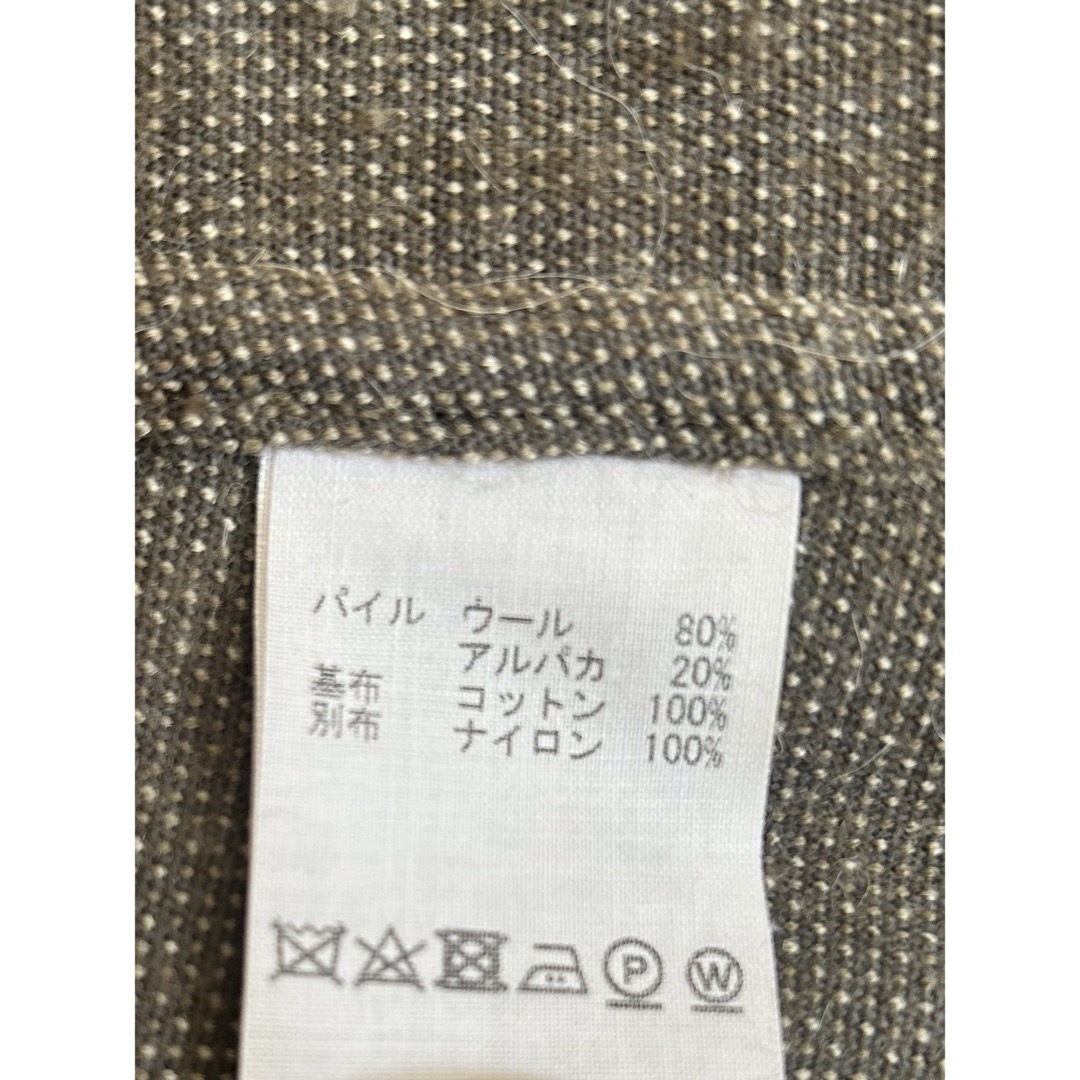 パイル ウール 80%
アルパカ 20%
基布 コットン 100%
別布 ナイロン 100%
P W